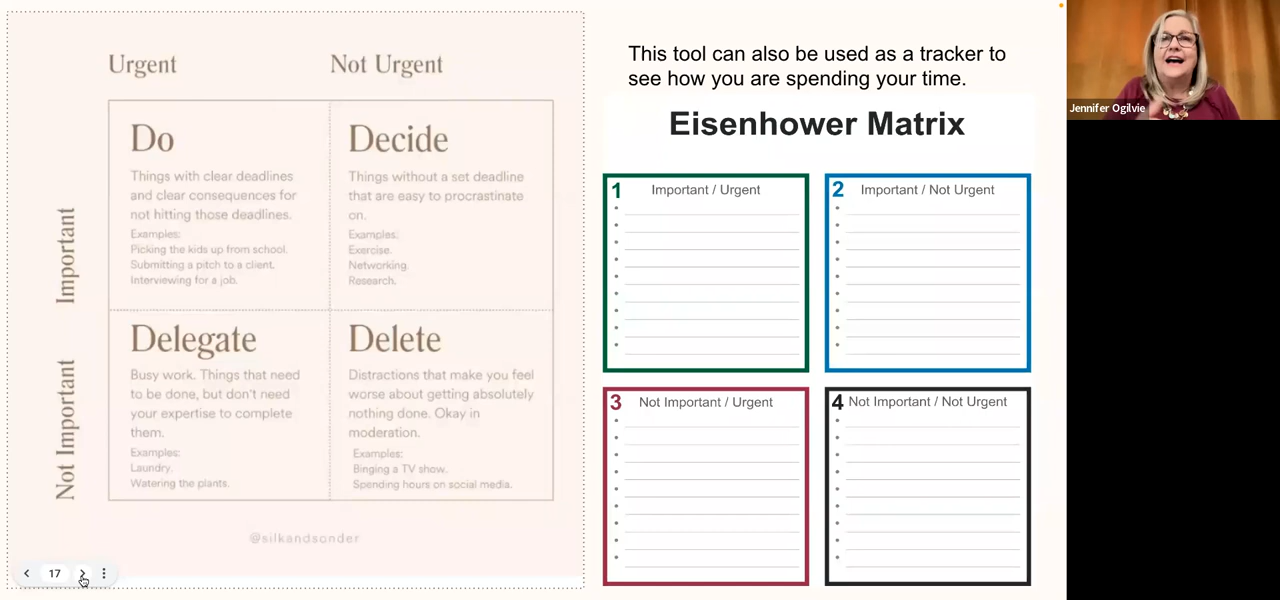 Urgent
Not Urgent
Important
Do
Things with clear deadlines
and clear consequences for
not hitting those deadlines.
Examples:
Picking the kids up from school.
Submitting a pitch to a client.
Interviewing for a job.
Decide
Things without a set deadline
that are easy to procrastinate
on.
Examples:
Exercise.
Networking.
Research.
Not Important
Delegate
Busy work. Things that need
to be done, but don't need
your expertise to complete
them.
Examples:
Laundry.
Watering the plants.
Delete
Distractions that make you feel
worse about getting absolutely
nothing done. Okay in
moderation.
Examples:
Binging a TV show.
Spending hours on social media.
@silkandsonder
17
This tool can also be used as a tracker to
see how you are spending your time.
Eisenhower Matrix
1 Important / Urgent
2 Important / Not Urgent
3 Not Important / Urgent
4 Not Important / Not Urgent
Jennifer Ogilvie